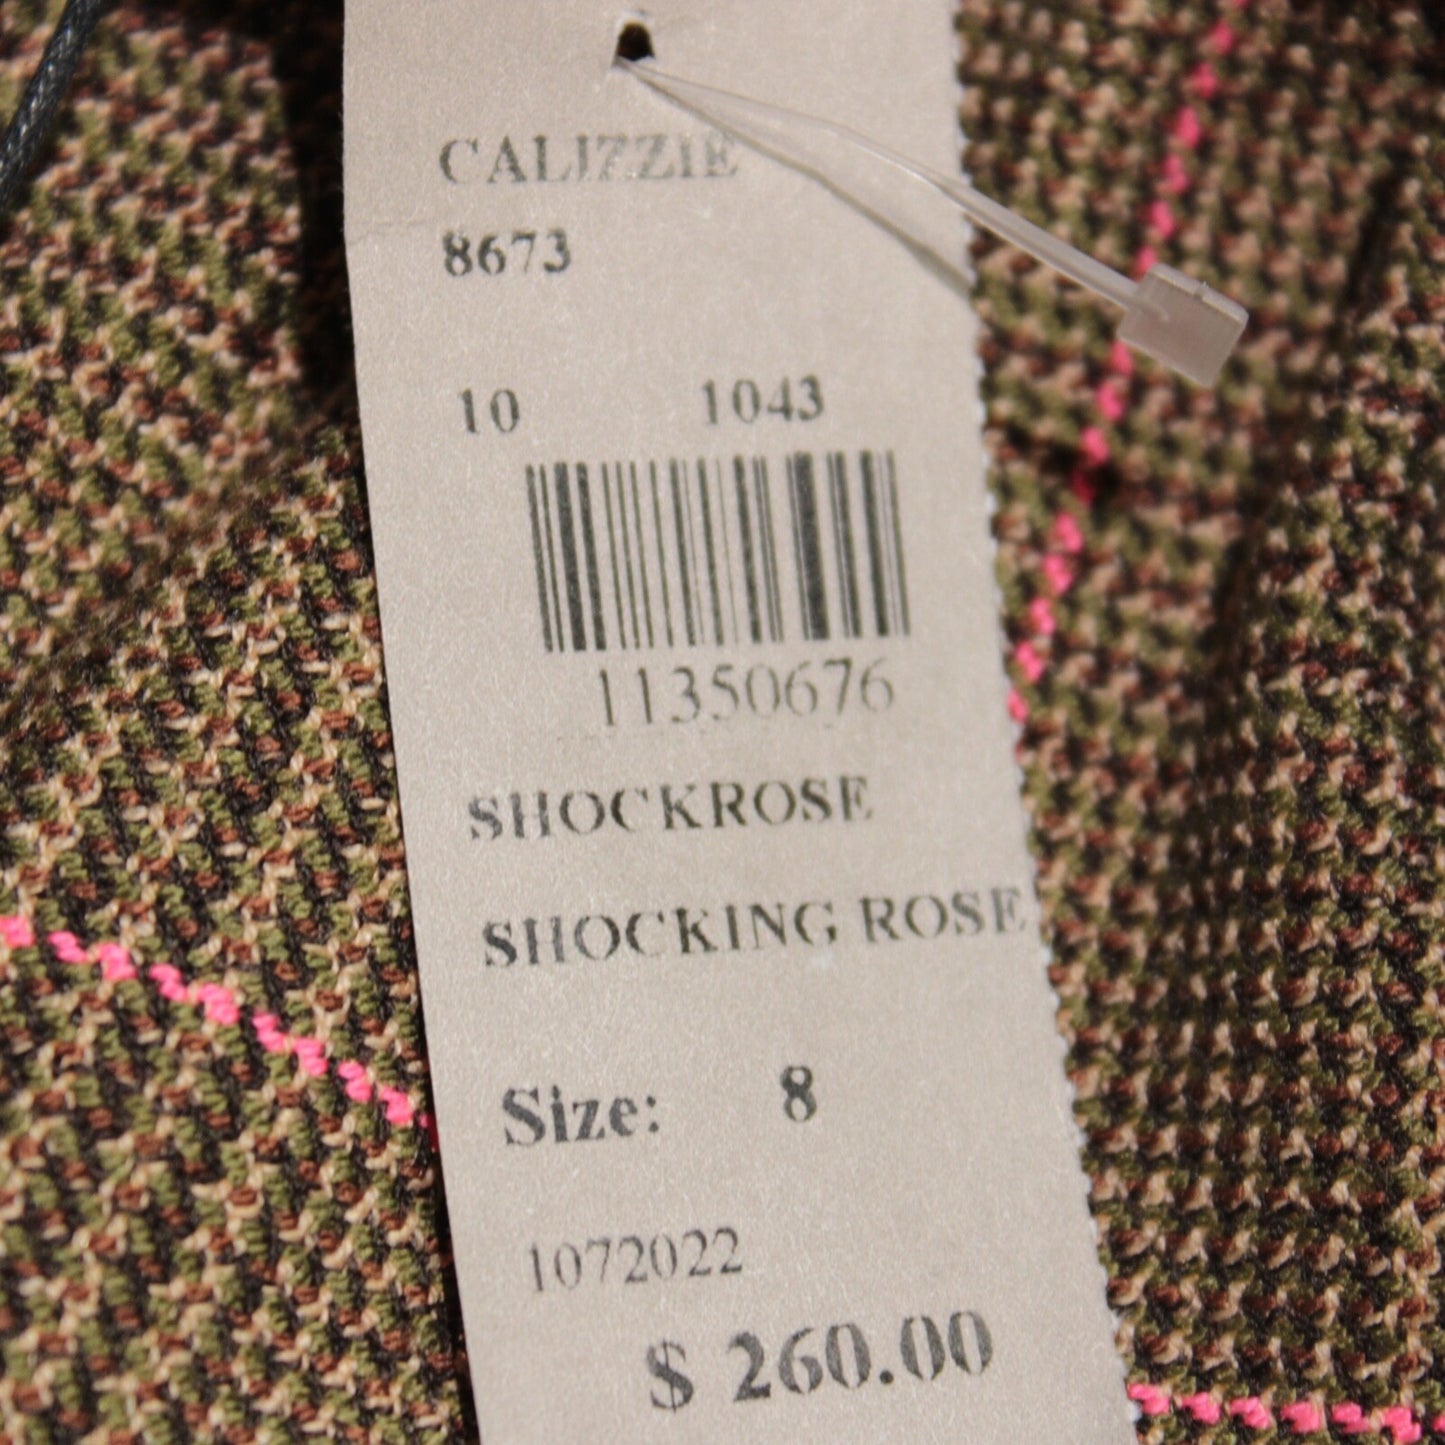 CALIZZIE
8673
10 1043
11350676
SHOCKROSE
SHOCKING ROSE
Size: 8
1072022
$ 260.00